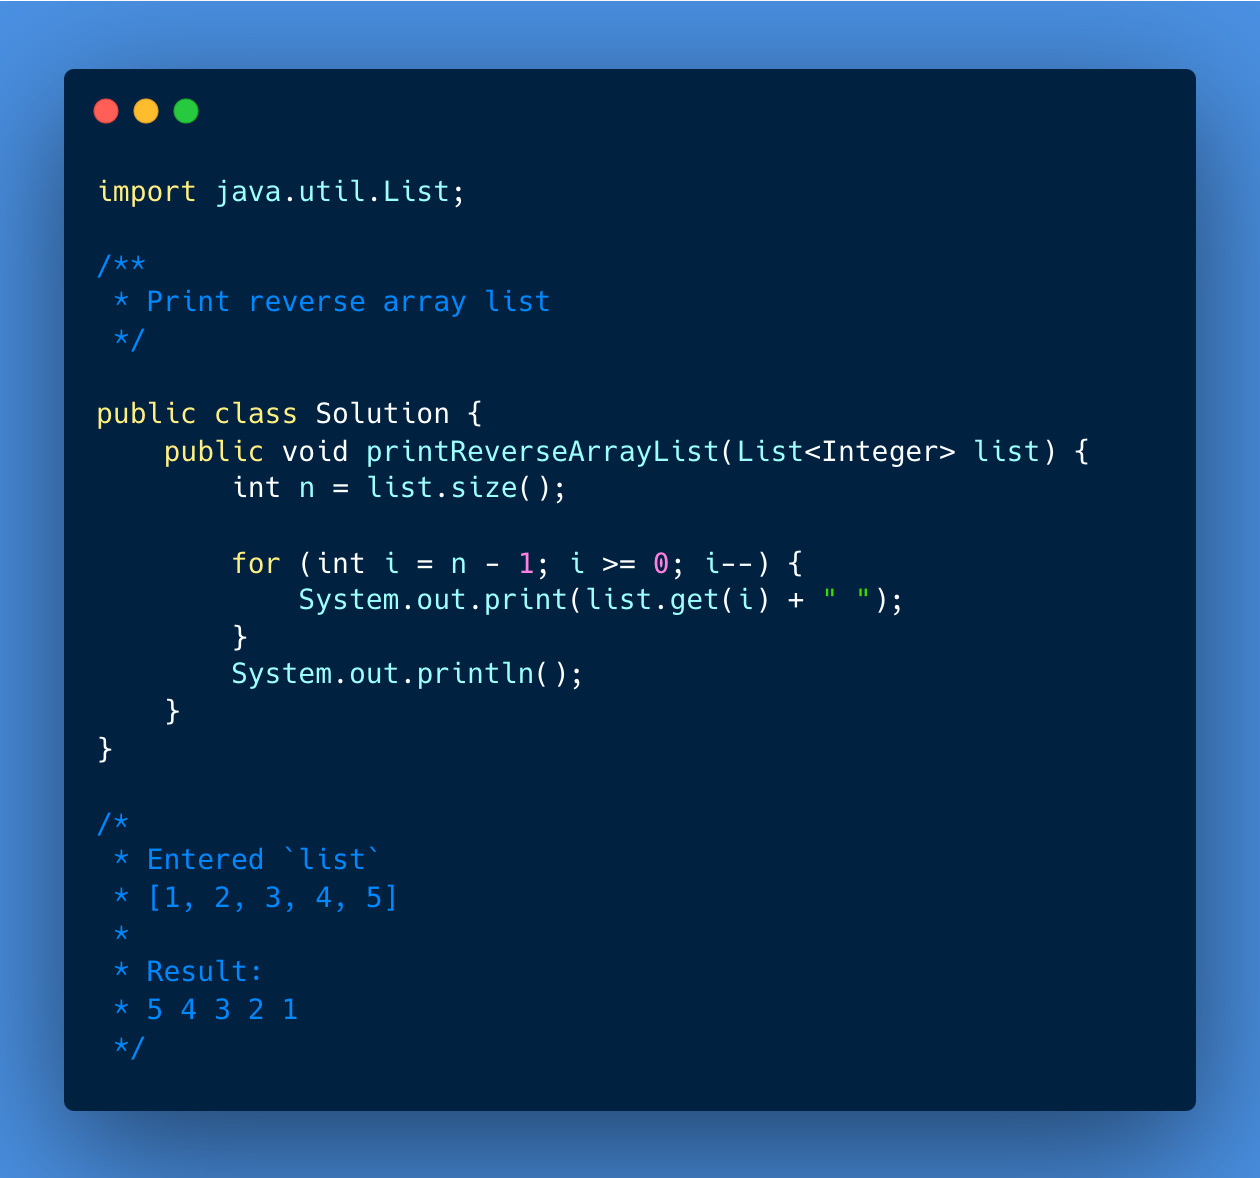 import java.util.List;

/**
 * Print reverse array list
 */

public class Solution {
    public void printReverseArrayList(List<Integer> list) {
        int n = list.size();

        for (int i = n - 1; i >= 0; i--) {
            System.out.print(list.get(i) + " ");
        }
        System.out.println();
    }
}

/*
 * Entered `list`
 * [1, 2, 3, 4, 5]
 *
 * Result:
 * 5 4 3 2 1
 */